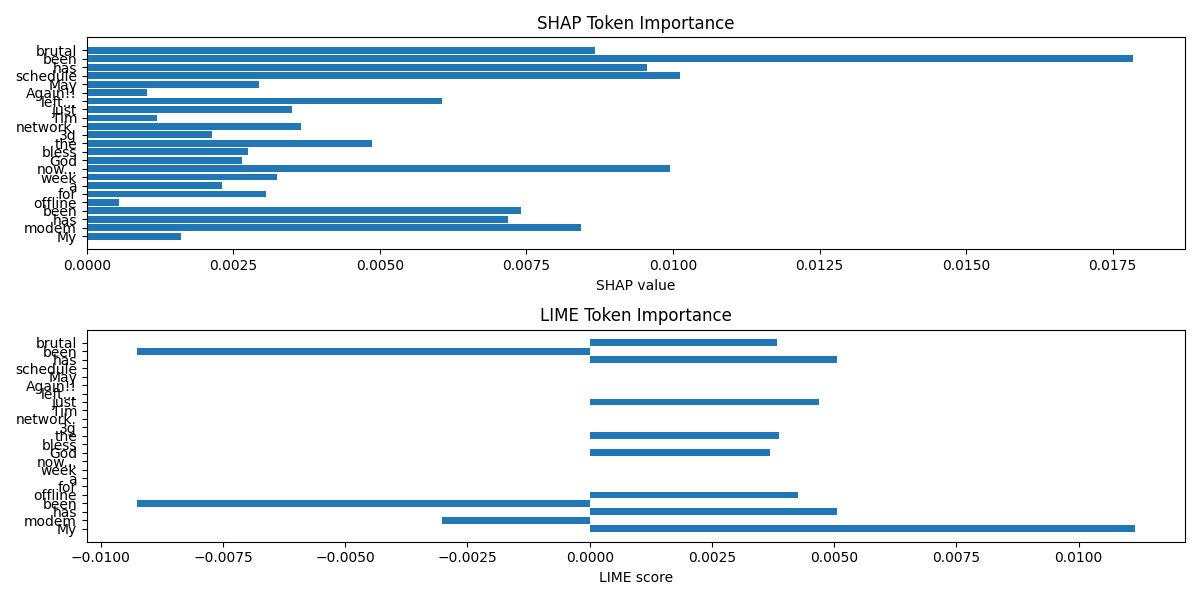 SHAP Token Importance
brutal
been
has
schedule
May
Again!!
left...
just
Tim
network.
3g
the
bless
God
now...
week
a
for
offline
been
has
modem
My
0.0000 0.0025 0.0050 0.0075 0.0100 0.0125 0.0150 0.0175
SHAP value
LIME Token Importance
brutal
been
has
schedule
May
Again!!
left...
just
Tim
network.
3g
the
bless
God
now...
week
a
for
offline
been
has
modem
My
−0.0100 −0.0075 −0.0050 −0.0025 0.0000 0.0025 0.0050 0.0075 0.0100
LIME score